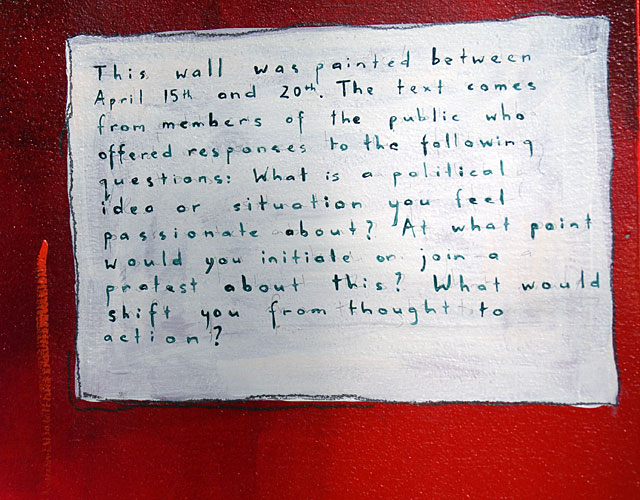 This wall was painted between
April 15th and 20th. The text comes
from members of the public who
offered responses to the following
questions: What is a political
idea or situation you feel
passionate about? At what point
would you initiate or join a
protest about this? What would
shift you from thought to
action?